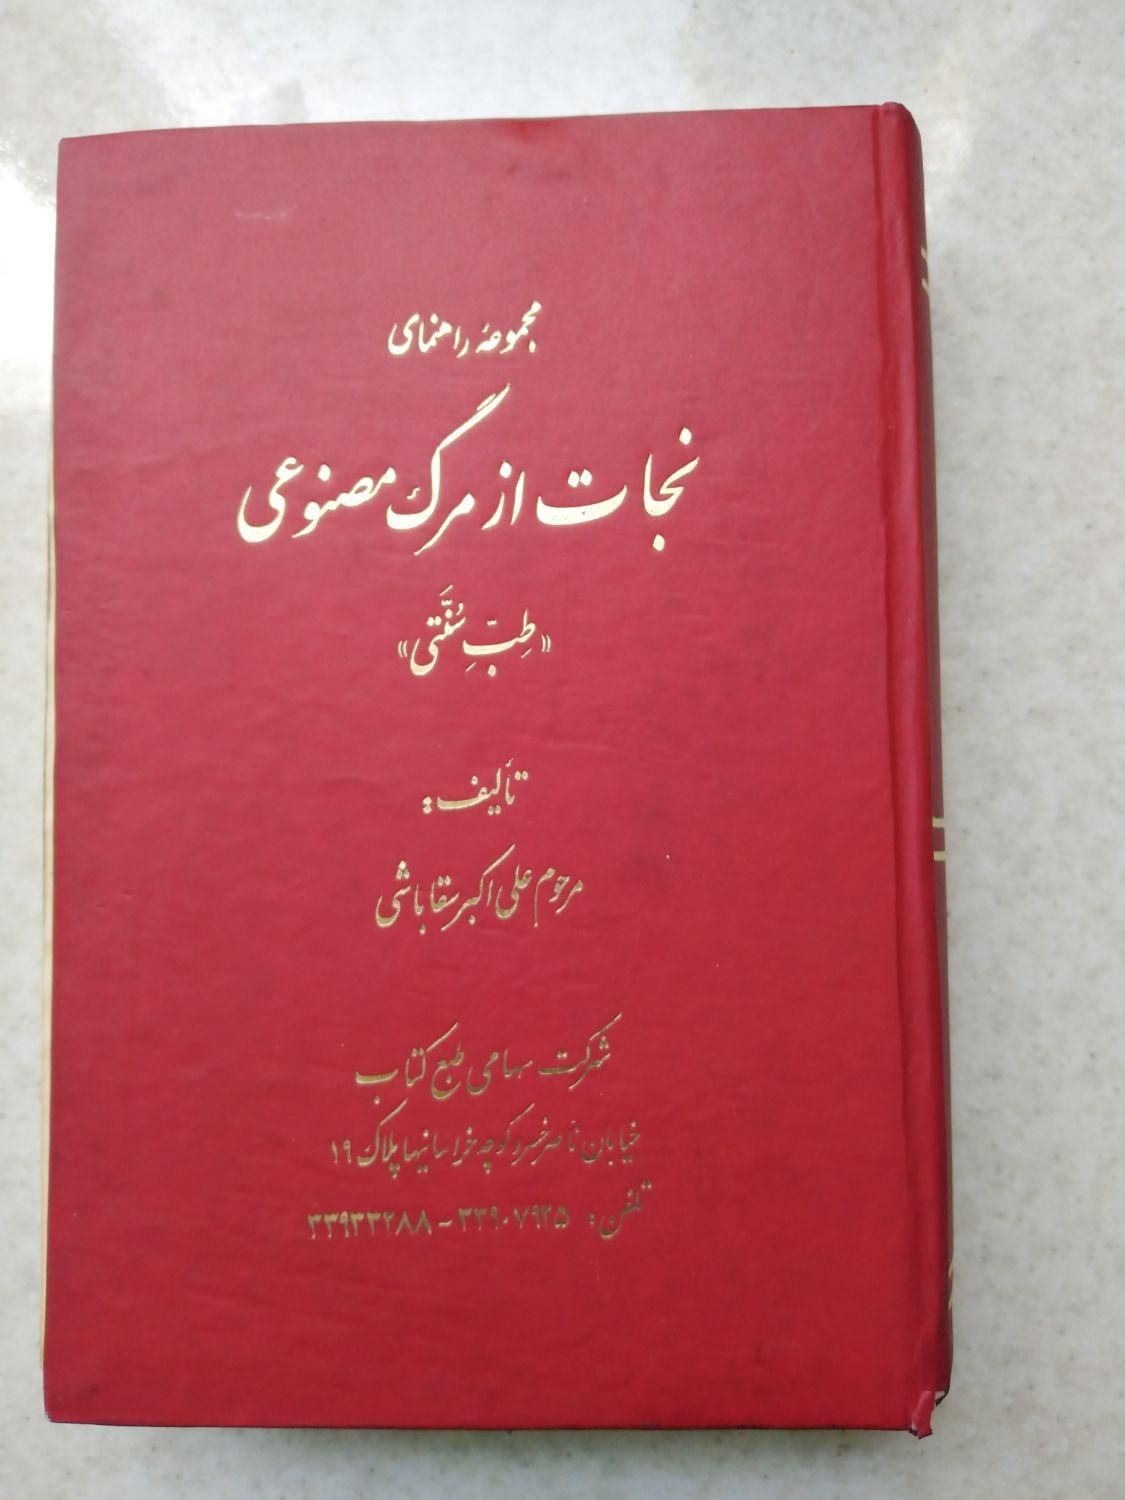 مجموعهٔ راهنمای
نجات از مرگ مصنوعی
«طِبِّ سُنَّتی»
تألیف:
مرحوم علی اکبر سقاباشی
شرکت سهامی طبع کتاب
خیابان ناصرخسرو کوچه خراسانیها پلاک ۱۹
تلفن: ۳۳۹۰۷۹۲۵ - ۳۳۹۳۳۲۸۸